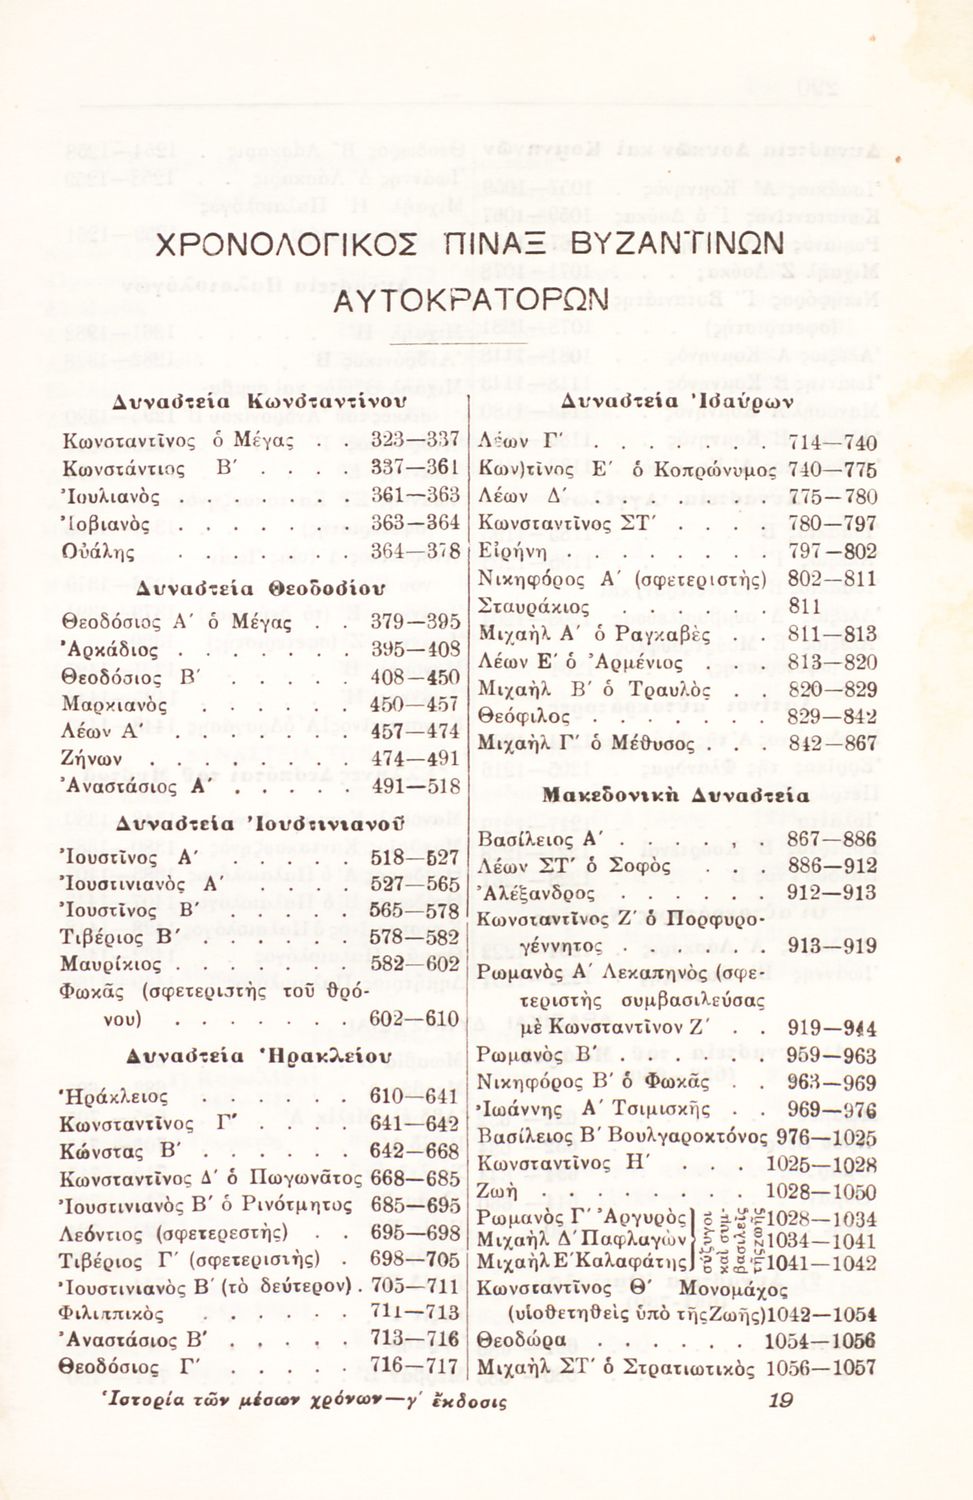 ΧΡΟΝΟΛΟΓΙΚΟΣ ΠΙΝΑΞ ΒΥΖΑΝΤΙΝΩΝ
ΑΥΤΟΚΡΑΤΟΡΩΝ
Δυναστεία Κωνσταντίνου
Κωνσταντῖνος ὁ Μέγας . . 323—337
Κωνστάντιος Β΄ . . . . 337—361
Ἰουλιανὸς . . . . . . . 361—363
Ἰοβιανὸς . . . . . . . 363—364
Οὐάλης . . . . . . . 364—378
Δυναστεία Θεοδοσίου
Θεοδόσιος Α΄ ὁ Μέγας . . 379—395
Ἀρκάδιος . . . . . . . 395—408
Θεοδόσιος Β΄ . . . . . 408—450
Μαρκιανὸς . . . . . . 450—457
Λέων Α΄ . . . . . . . 457—474
Ζήνων . . . . . . . . 474—491
Ἀναστάσιος Α΄ . . . . . 491—518
Δυναστεία Ἰουστινιανοῦ
Ἰουστῖνος Α΄ . . . . . 518—527
Ἰουστινιανὸς Α΄ . . . . 527—565
Ἰουστῖνος Β΄ . . . . . 565—578
Τιβέριος Β΄ . . . . . . 578—582
Μαυρίκιος . . . . . . . 582—602
Φωκᾶς (σφετεριστὴς τοῦ θρό-
νου) . . . . . . . 602—610
Δυναστεία Ἡρακλείου
Ἡράκλειος . . . . . . 610—641
Κωνσταντῖνος Γ΄ . . . . 641—642
Κώνστας Β΄ . . . . . . 642—668
Κωνσταντῖνος Δ΄ ὁ Πωγωνᾶτος 668—685
Ἰουστινιανὸς Β΄ ὁ Ρινότμητος 685—695
Λεόντιος (σφετερεστὴς) . . 695—698
Τιβέριος Γ΄ (σφετεριστὴς) . 698—705
Ἰουστινιανὸς Β΄ (τὸ δεύτερον) . 705—711
Φιλιππικὸς . . . . . . 711—713
Ἀναστάσιος Β΄ . . . . . 713—716
Θεοδόσιος Γ΄ . . . . . 716—717
Δυναστεία Ἰσαύρων
Λέων Γ΄ . . . . . . . 714—740
Κων)τῖνος Ε΄ ὁ Κοπρώνυμος 740—775
Λέων Δ΄ . . . . . . . 775—780
Κωνσταντῖνος ΣΤ΄ . . . . 780—797
Εἰρήνη . . . . . . . . 797—802
Νικηφόρος Α΄ (σφετεριστὴς) 802—811
Σταυράκιος . . . . . . 811
Μιχαὴλ Α΄ ὁ Ραγκαβὲς . . 811—813
Λέων Ε΄ ὁ Ἀρμένιος . . . 813—820
Μιχαὴλ Β΄ ὁ Τραυλὸς . . 820—829
Θεόφιλος . . . . . . . 829—842
Μιχαὴλ Γ΄ ὁ Μέθυσος . . . 842—867
Μακεδονικὴ Δυναστεία
Βασίλειος Α΄ . . . . , . 867—886
Λέων ΣΤ΄ ὁ Σοφὸς . . . 886—912
Ἀλέξανδρος . . . . . . 912—913
Κωνσταντῖνος Ζ΄ ὁ Πορφυρο-
γέννητος . . . . . . 913—919
Ρωμανὸς Α΄ Λεκαπηνὸς (σφε-
τεριστὴς συμβασιλεύσας
μὲ Κωνσταντῖνον Ζ΄ . . 919—944
Ρωμανὸς Β΄ . . . . . . 959—963
Νικηφόρος Β΄ ὁ Φωκᾶς . . 963—969
Ἰωάννης Α΄ Τσιμισκῆς . . 969—976
Βασίλειος Β΄ Βουλγαροκτόνος 976—1025
Κωνσταντῖνος Η΄ . . . 1025—1028
Ζωὴ . . . . . . . . 1028—1050
Ρωμανὸς Γ΄ Ἀργυρὸς 1028—1034
Μιχαὴλ Δ΄ Παφλαγὼν 1034—1041
Μιχαὴλ Ε΄ Καλαφάτης 1041—1042
σύζυγοι καὶ συμ- βασιλεῖς τῆς Ζωῆς
Κωνσταντῖνος Θ΄ Μονομάχος
(υἱοθετηθεὶς ὑπὸ τῆςΖωῆς) 1042—1054
Θεοδώρα . . . . . . 1054—1056
Μιχαὴλ ΣΤ΄ ὁ Στρατιωτικὸς 1056—1057
Ἱστορία τῶν μέσων χρόνων—γ΄ ἔκδοσις 19